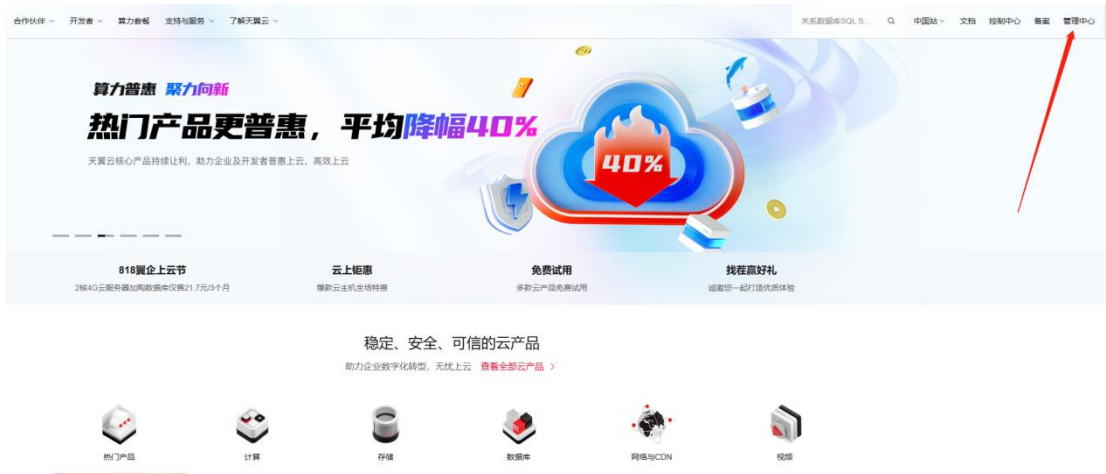 合作伙伴 开发者 算力套餐 支持与服务 了解天翼云 关系数据库SQL S... 中国站 文档 控制中心 备案 管理中心
算力普惠 聚力向新
热门产品更普惠，平均降幅40%
天翼云核心产品持续让利，助力企业及开发者普惠上云，高效上云
40%
818翼企上云节 云上钜惠 免费试用 找茬赢好礼
2核4G云服务器加购数据库仅售21.7元/3个月 爆款云主机全场特惠 多款云产品免费试用 诚邀您一起打造优质体验
稳定、安全、可信的云产品
助力企业数字化转型，无忧上云 查看全部云产品 >
热门产品 计算 存储 数据库 网络与CDN 视频